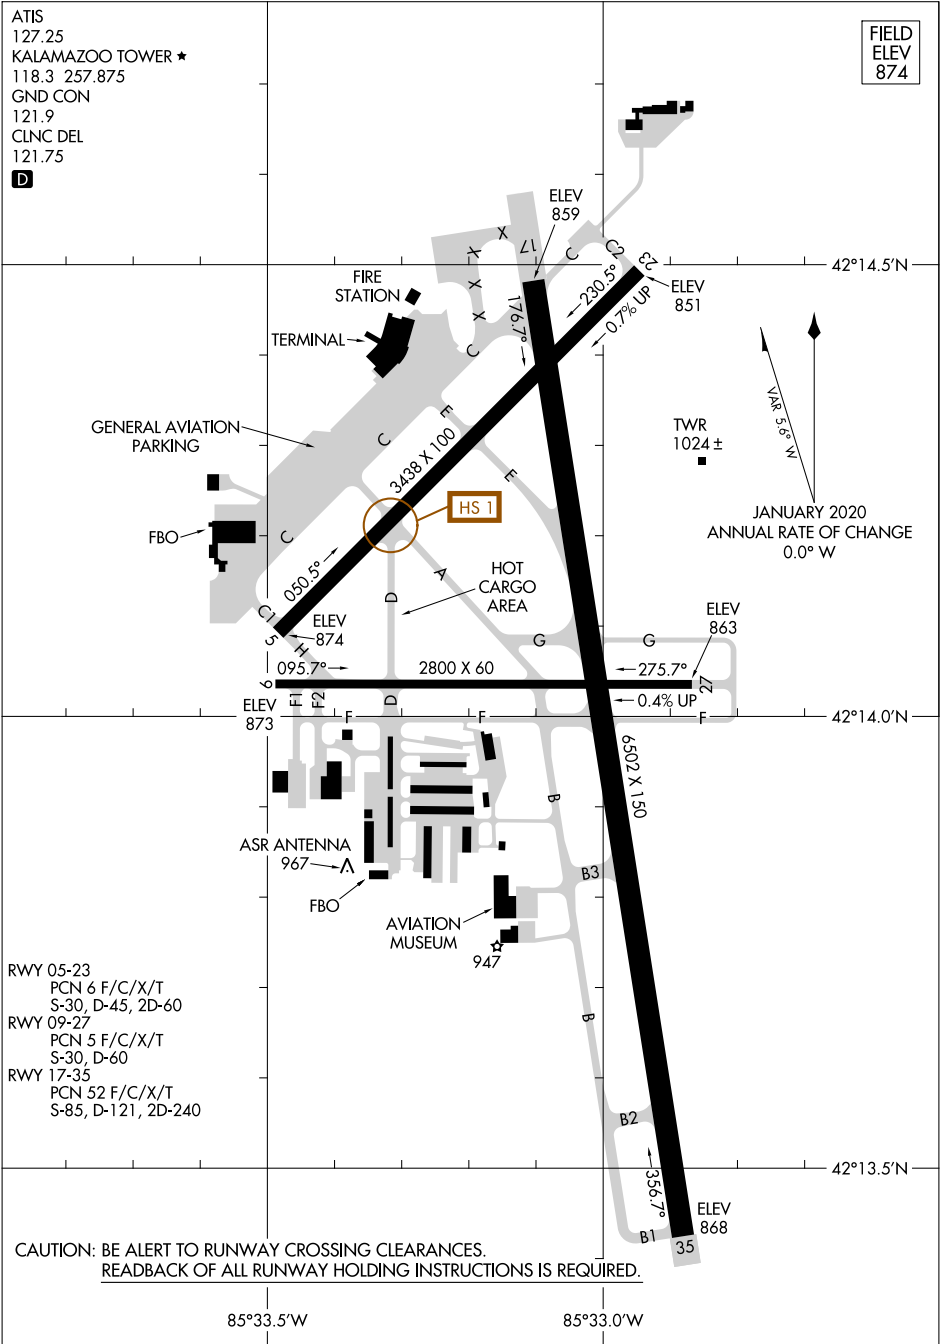 ATIS
127.25
KALAMAZOO TOWER ★
118.3 257.875
GND CON
121.9
CLNC DEL
121.75
D
FIELD
ELEV
874
ELEV
859
X
17
X
X
X
C
C2
23
42°14.5'N
FIRE
STATION
230.5°
0.7% UP
ELEV
851
176.7°
TERMINAL
C
E
VAR 5.6° W
GENERAL AVIATION
PARKING
C
3438 X 100
TWR
1024 ±
E
HS 1
JANUARY 2020
ANNUAL RATE OF CHANGE
0.0° W
FBO
C
050.5°
A
HOT
CARGO
AREA
D
C1
5
H
ELEV
874
G
G
ELEV
863
9
095.7°
2800 X 60
275.7°
27
0.4% UP
F1
F2
D
ELEV
873
F
F
F
42°14.0'N
6502 X 150
B
ASR ANTENNA
967
B3
FBO
AVIATION
MUSEUM
947
B
RWY 05-23
PCN 6 F/C/X/T
S-30, D-45, 2D-60
RWY 09-27
PCN 5 F/C/X/T
S-30, D-60
RWY 17-35
PCN 52 F/C/X/T
S-85, D-121, 2D-240
B2
42°13.5'N
356.7°
ELEV
868
B1
35
CAUTION: BE ALERT TO RUNWAY CROSSING CLEARANCES.
READBACK OF ALL RUNWAY HOLDING INSTRUCTIONS IS REQUIRED.
85°33.5'W
85°33.0'W